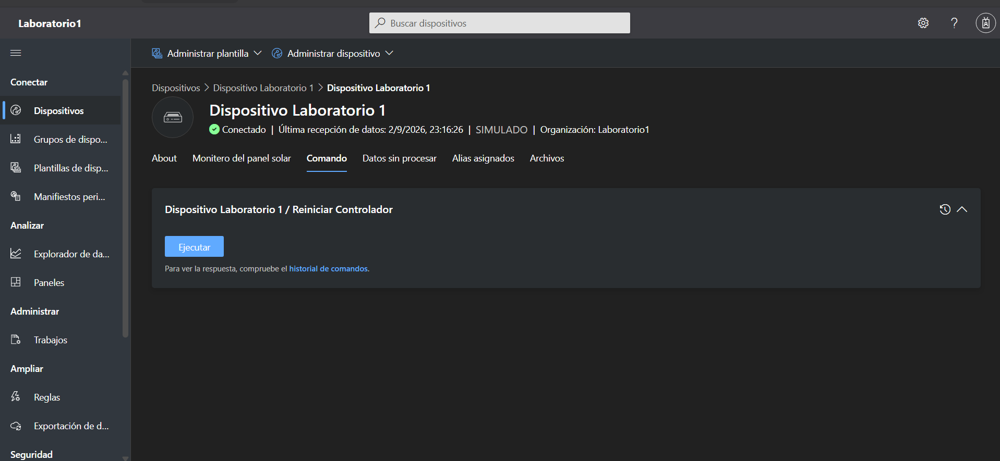 Laboratorio1
Buscar dispositivos
?
Administrar plantilla
Administrar dispositivo
Conectar
Dispositivos
Grupos de dispo...
Plantillas de disp...
Manifiestos peri...
Analizar
Explorador de da...
Paneles
Administrar
Trabajos
Ampliar
Reglas
Exportación de d...
Seguridad
Dispositivos > Dispositivo Laboratorio 1 > Dispositivo Laboratorio 1
Dispositivo Laboratorio 1
Conectado | Última recepción de datos: 2/9/2026, 23:16:26 | SIMULADO | Organización: Laboratorio1
About Monitero del panel solar Comando Datos sin procesar Alias asignados Archivos
Dispositivo Laboratorio 1 / Reiniciar Controlador
Ejecutar
Para ver la respuesta, compruebe el historial de comandos.